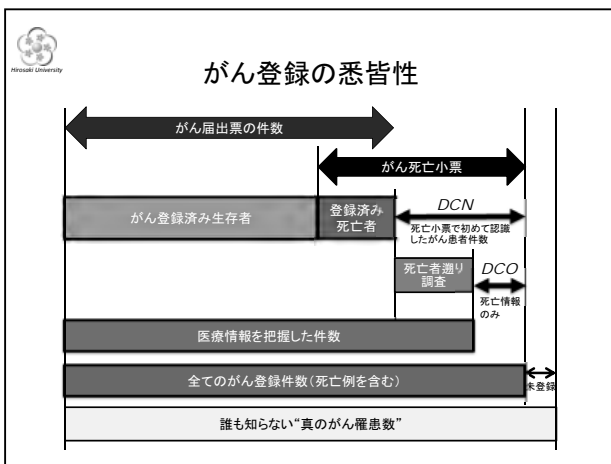 Hirosaki University
がん登録の悉皆性
がん届出票の件数
がん死亡小票
がん登録済み生存者
登録済み
死亡者
DCN
死亡小票で初めて認識
したがん患者件数
死亡者遡り
調査
DCO
死亡情報
のみ
医療情報を把握した件数
全てのがん登録件数(死亡例を含む)
未登録
誰も知らない“真のがん罹患数”